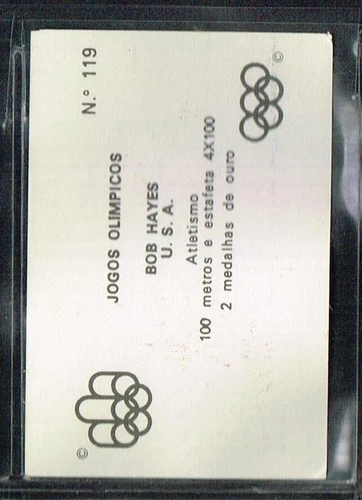 N.º 119
©
JOGOS OLIMPICOS
BOB HAYES
U. S. A.
Atletismo
100 metros e estafeta 4X100
2 medalhas de ouro
©